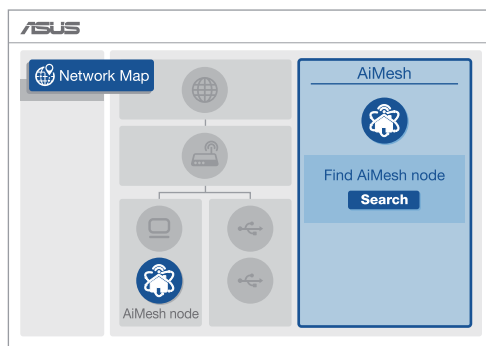 ASUS
Network Map
AiMesh
Find AiMesh node
Search
AiMesh node